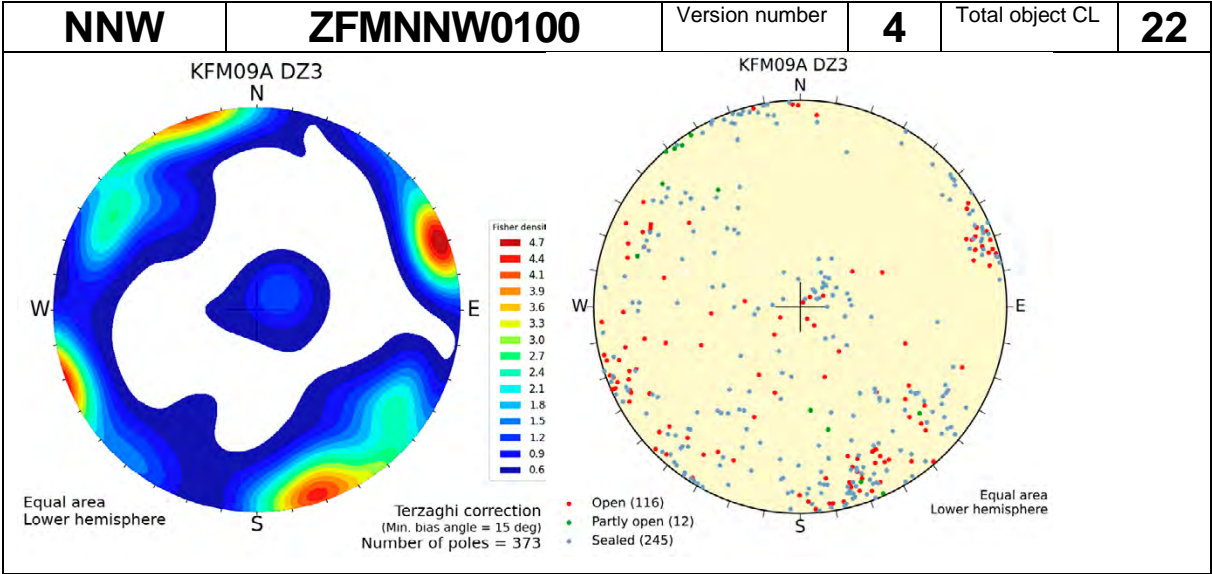 NNW ZFMNNW0100 Version number 4 Total object CL 22
KFM09A DZ3
N
W
E
S
Fisher densit
4.7
4.4
4.1
3.9
3.6
3.3
3.0
2.7
2.4
2.1
1.8
1.5
1.2
0.9
0.6
Equal area
Lower hemisphere
Terzaghi correction
(Min. bias angle = 15 deg)
Number of poles = 373
KFM09A DZ3
N
W
E
S
Open (116)
Partly open (12)
Sealed (245)
Equal area
Lower hemisphere